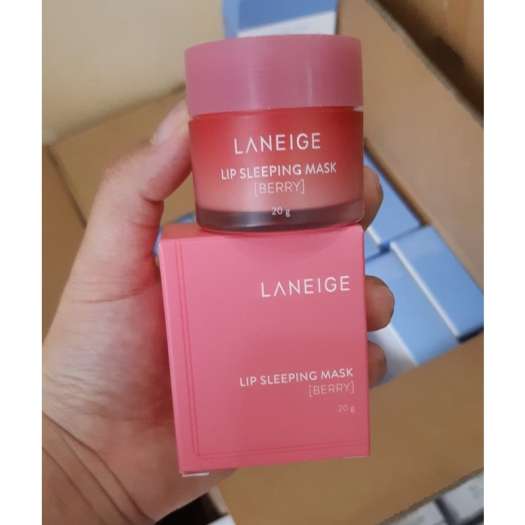 LANEIGE
LIP SLEEPING MASK
[BERRY]
20 g
LANEIGE
LIP SLEEPING MASK
[BERRY]
20 g